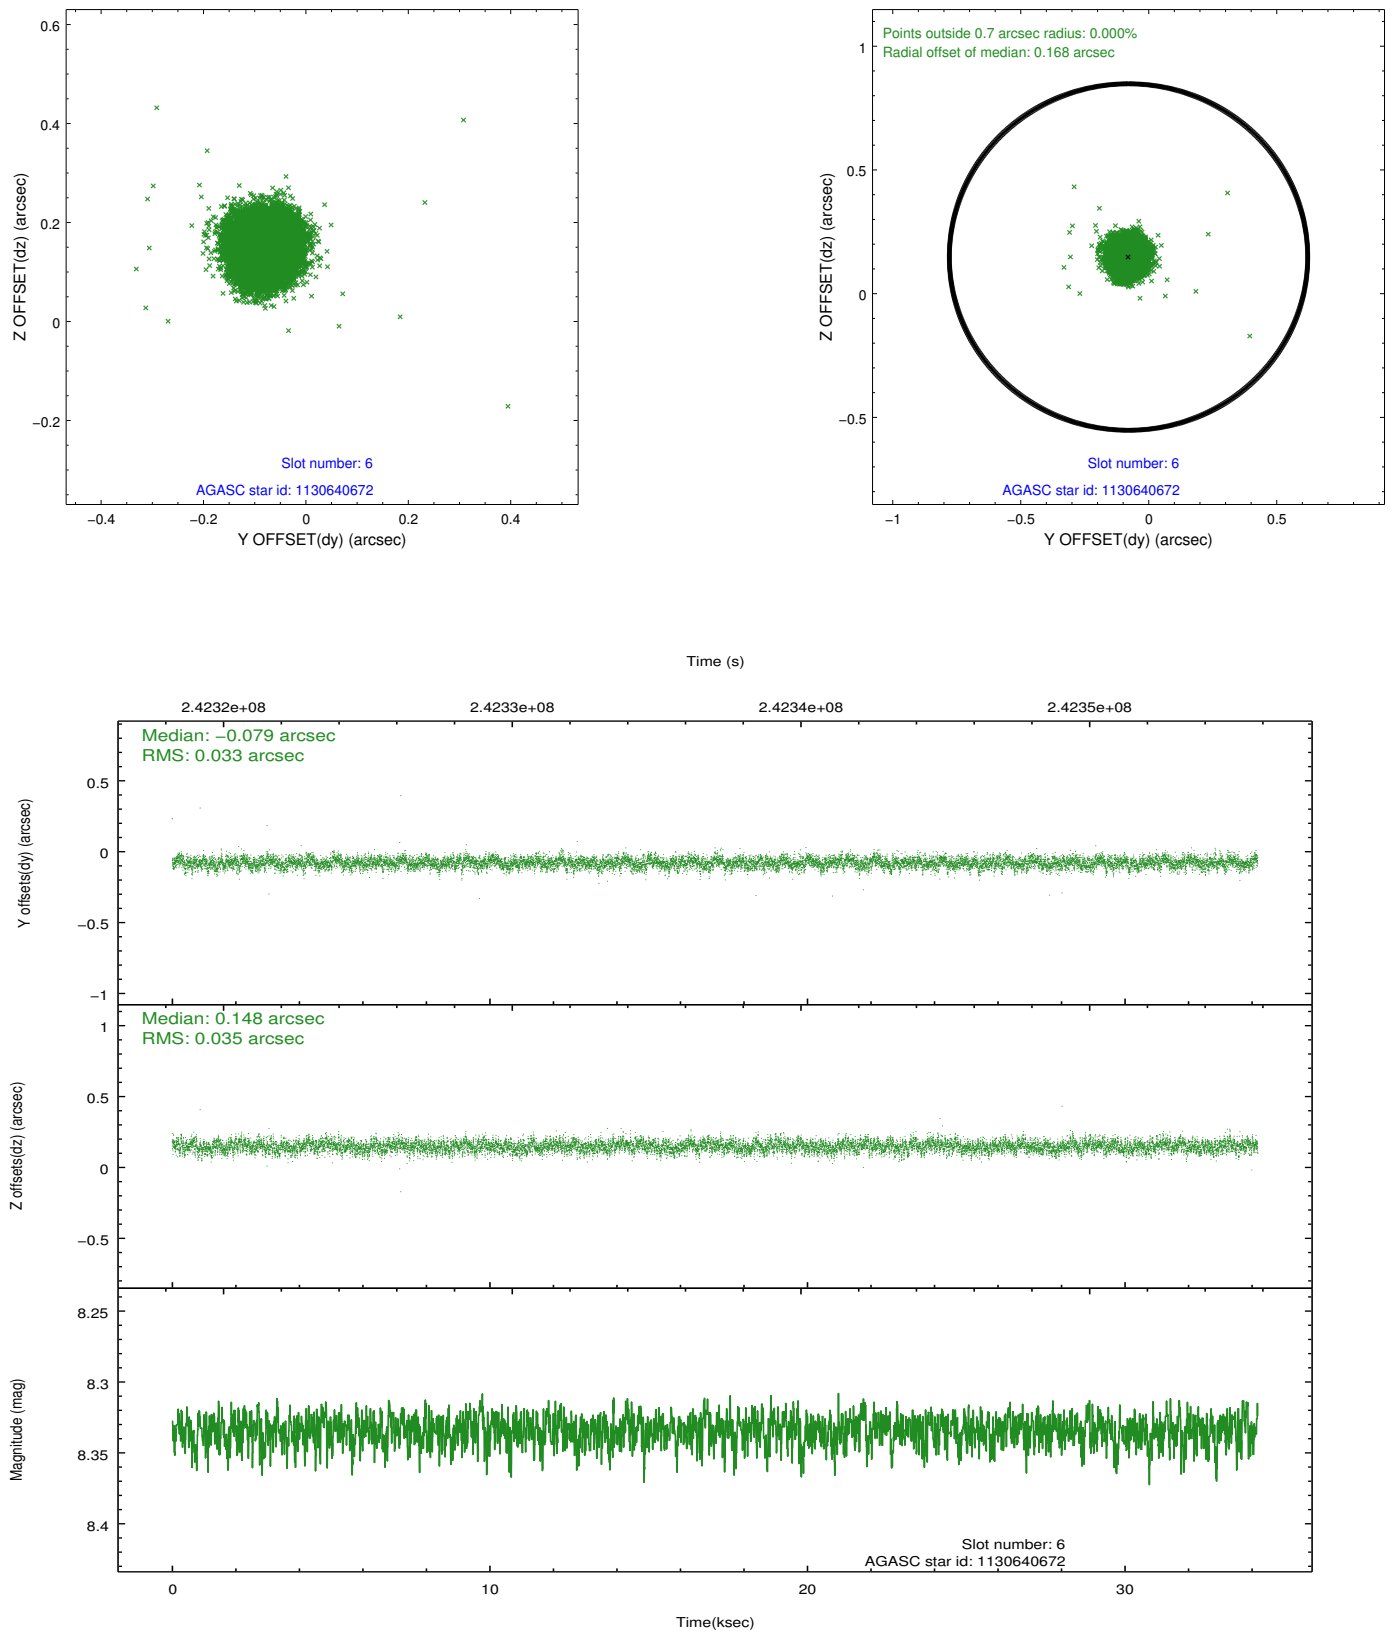 0.6
0.4
0.2
0
−0.2
Z OFFSET(dz) (arcsec)
Slot number: 6
AGASC star id: 1130640672
−0.4 −0.2 0 0.2 0.4
Y OFFSET(dy) (arcsec)
Points outside 0.7 arcsec radius: 0.000%
Radial offset of median: 0.168 arcsec
1
0.5
0
−0.5
Z OFFSET(dz) (arcsec)
Slot number: 6
AGASC star id: 1130640672
−1 −0.5 0 0.5
Y OFFSET(dy) (arcsec)
Time (s)
2.4232e+08 2.4233e+08 2.4234e+08 2.4235e+08
Median: −0.079 arcsec
RMS: 0.033 arcsec
0.5
0
−0.5
−1
Y offsets(dy) (arcsec)
Median: 0.148 arcsec
RMS: 0.035 arcsec
1
0.5
0
−0.5
Z offsets(dz) (arcsec)
8.25
8.3
8.35
8.4
Magnitude (mag)
Slot number: 6
AGASC star id: 1130640672
0 10 20 30
Time(ksec)